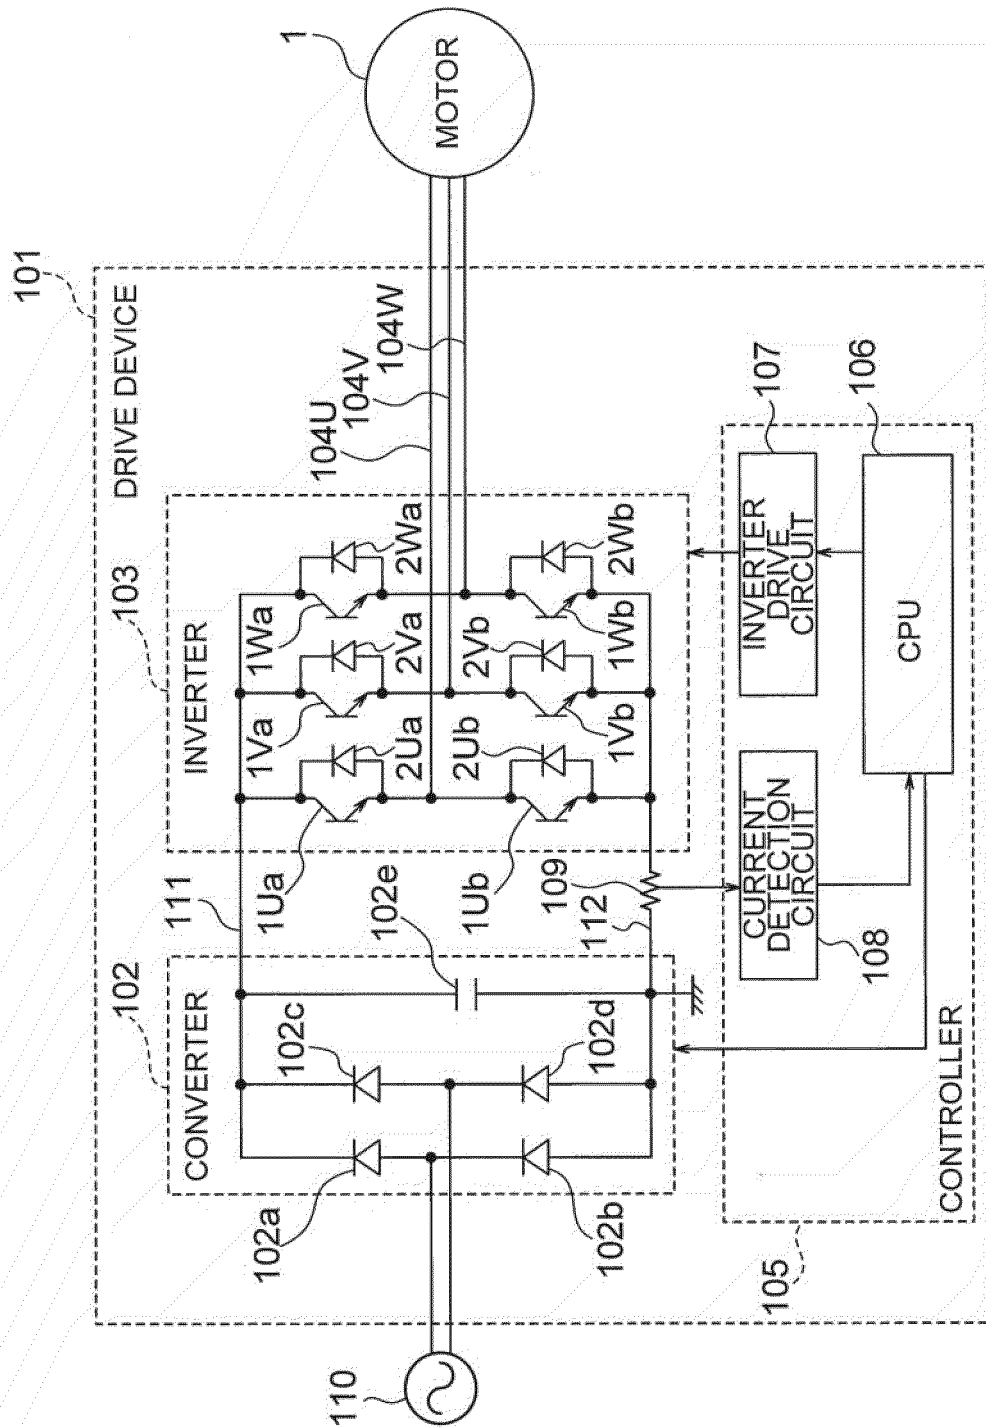 101
DRIVE DEVICE
102
111
103
CONVERTER
INVERTER
102a
102c
102e
1Ua
1Va
1Wa
2Ua
2Va
2Wa
104U
104V
104W
1
MOTOR
110
102b
102d
1Ub
2Ub
2Vb
2Wb
1Vb
1Wb
112
109
105
108
CURRENT
DETECTION
CIRCUIT
107
INVERTER
DRIVE
CIRCUIT
106
CPU
CONTROLLER